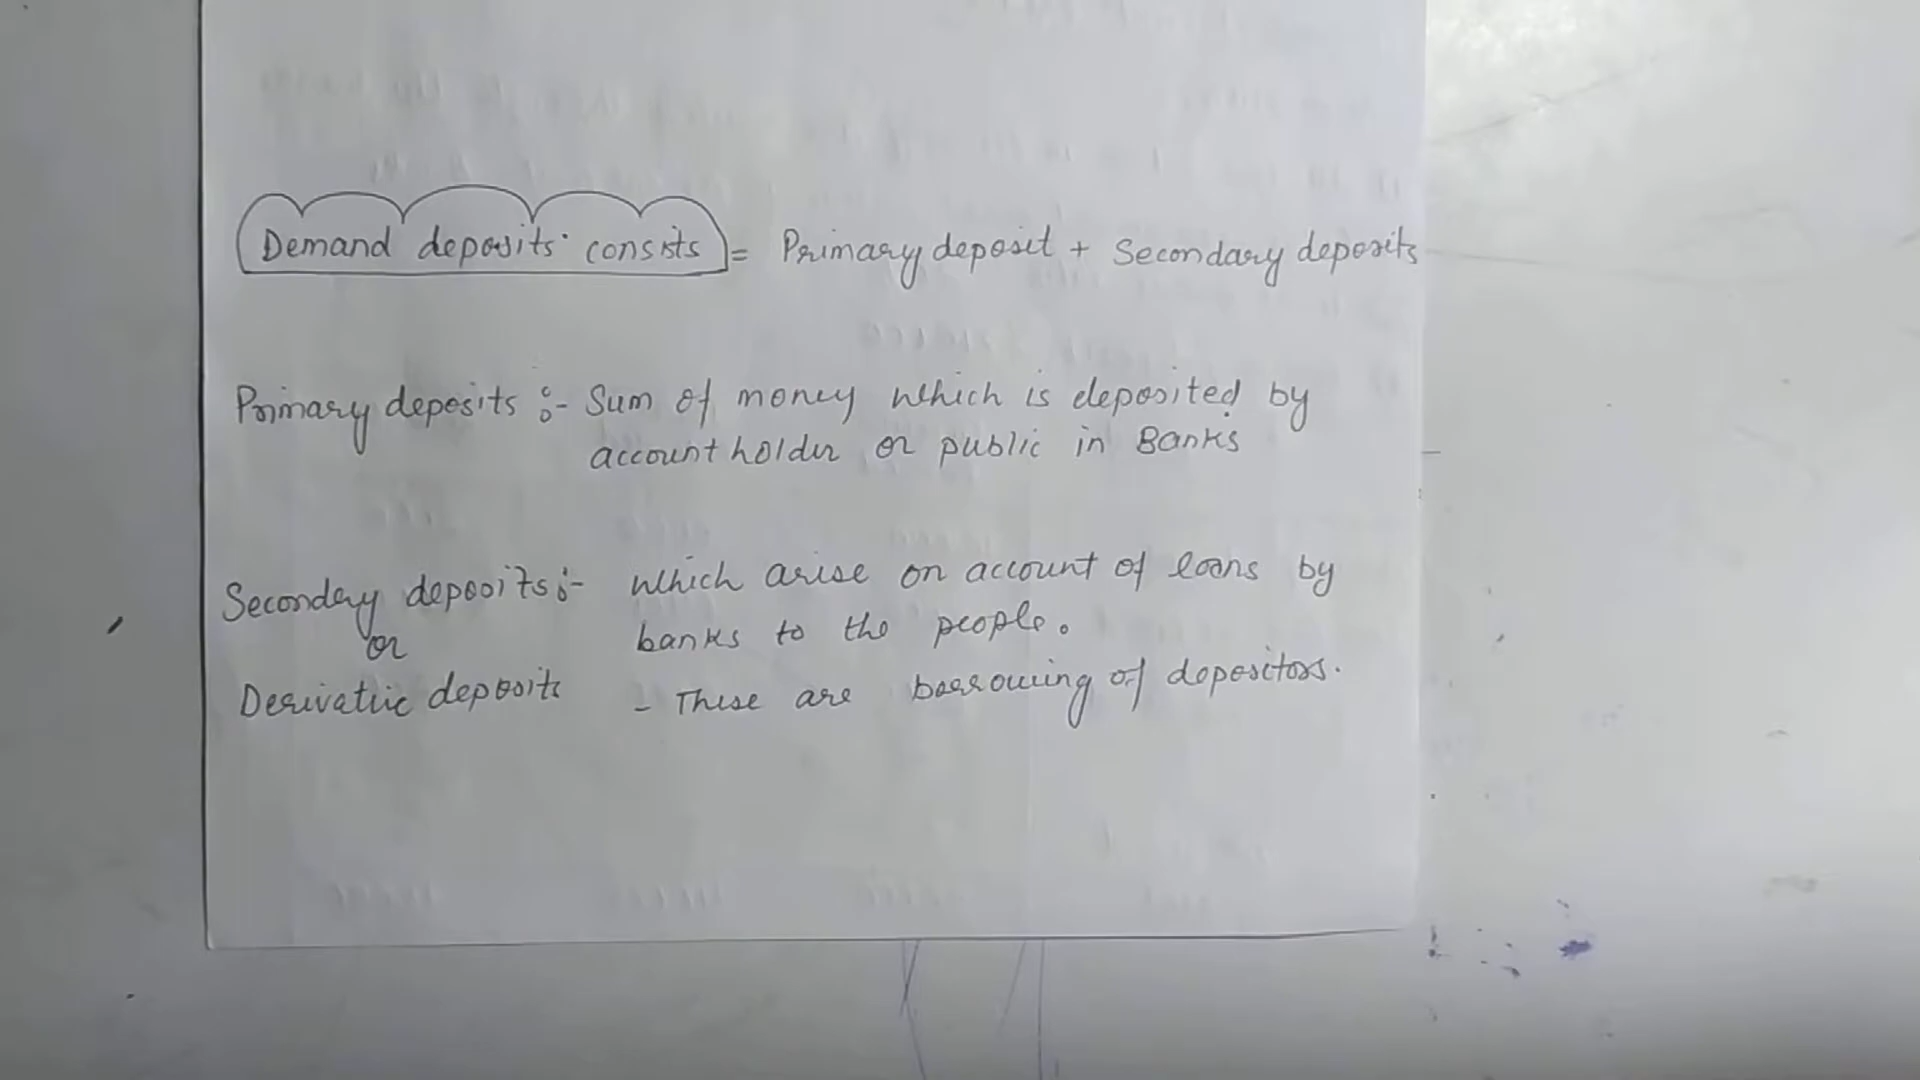 Demand deposits consists = Primary deposit + Secondary deposits
Primary deposits :- Sum of money which is deposited by
account holder or public in Banks
Secondary deposits :- which arise on account of loans by
or
banks to the people.
Derivative deposits
- These are borrowing of depositors.